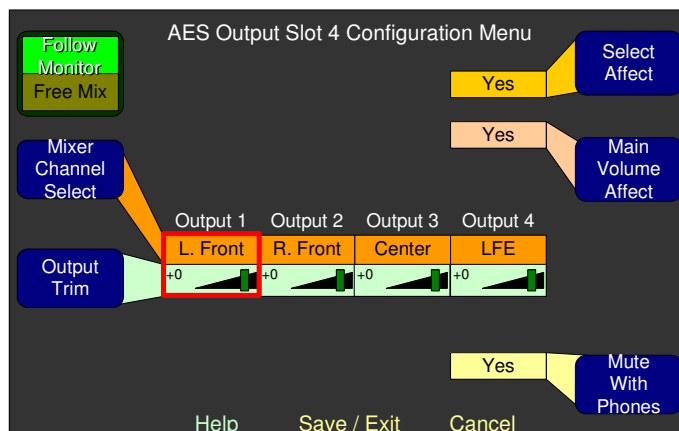 AES Output Slot 4 Configuration Menu
Follow
Monitor
Free Mix
Select
Affect
Yes
Yes
Main
Volume
Affect
Mixer
Channel
Select
Output 1 Output 2 Output 3 Output 4
L. Front R. Front Center LFE
+0 +0 +0 +0
Output
Trim
Yes
Mute
With
Phones
Help Save / Exit Cancel